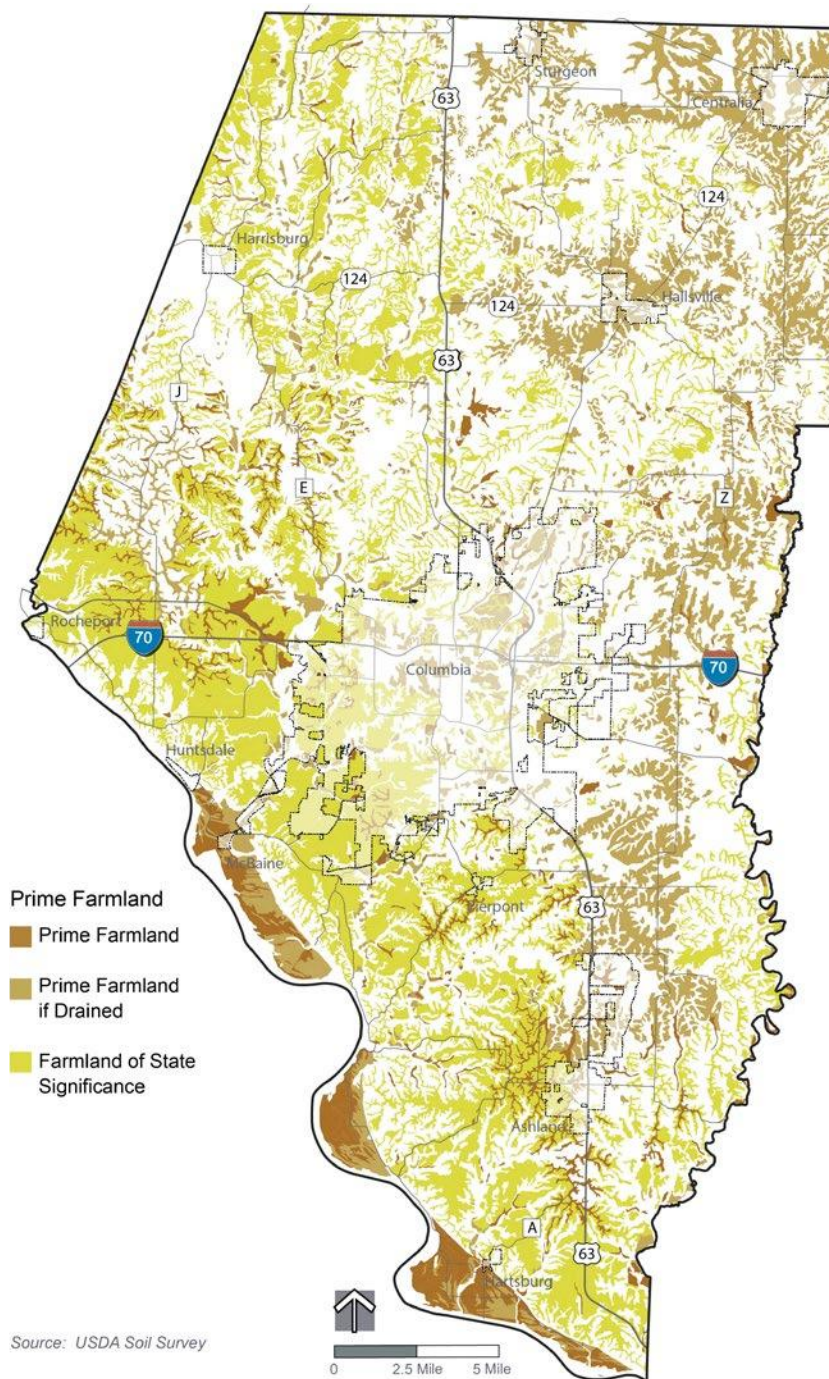 Sturgeon
63
Centralia
124
Harrisburg
124
124
Hallsville
63
J
E
Z
Rocheport
70
Columbia
70
Huntsdale
McBaine
Pierpont
63
Prime Farmland
Prime Farmland
Prime Farmland
if Drained
Farmland of State
Significance
Ashland
A
63
Hartsburg
Source: USDA Soil Survey
0 2.5 Mile 5 Mile